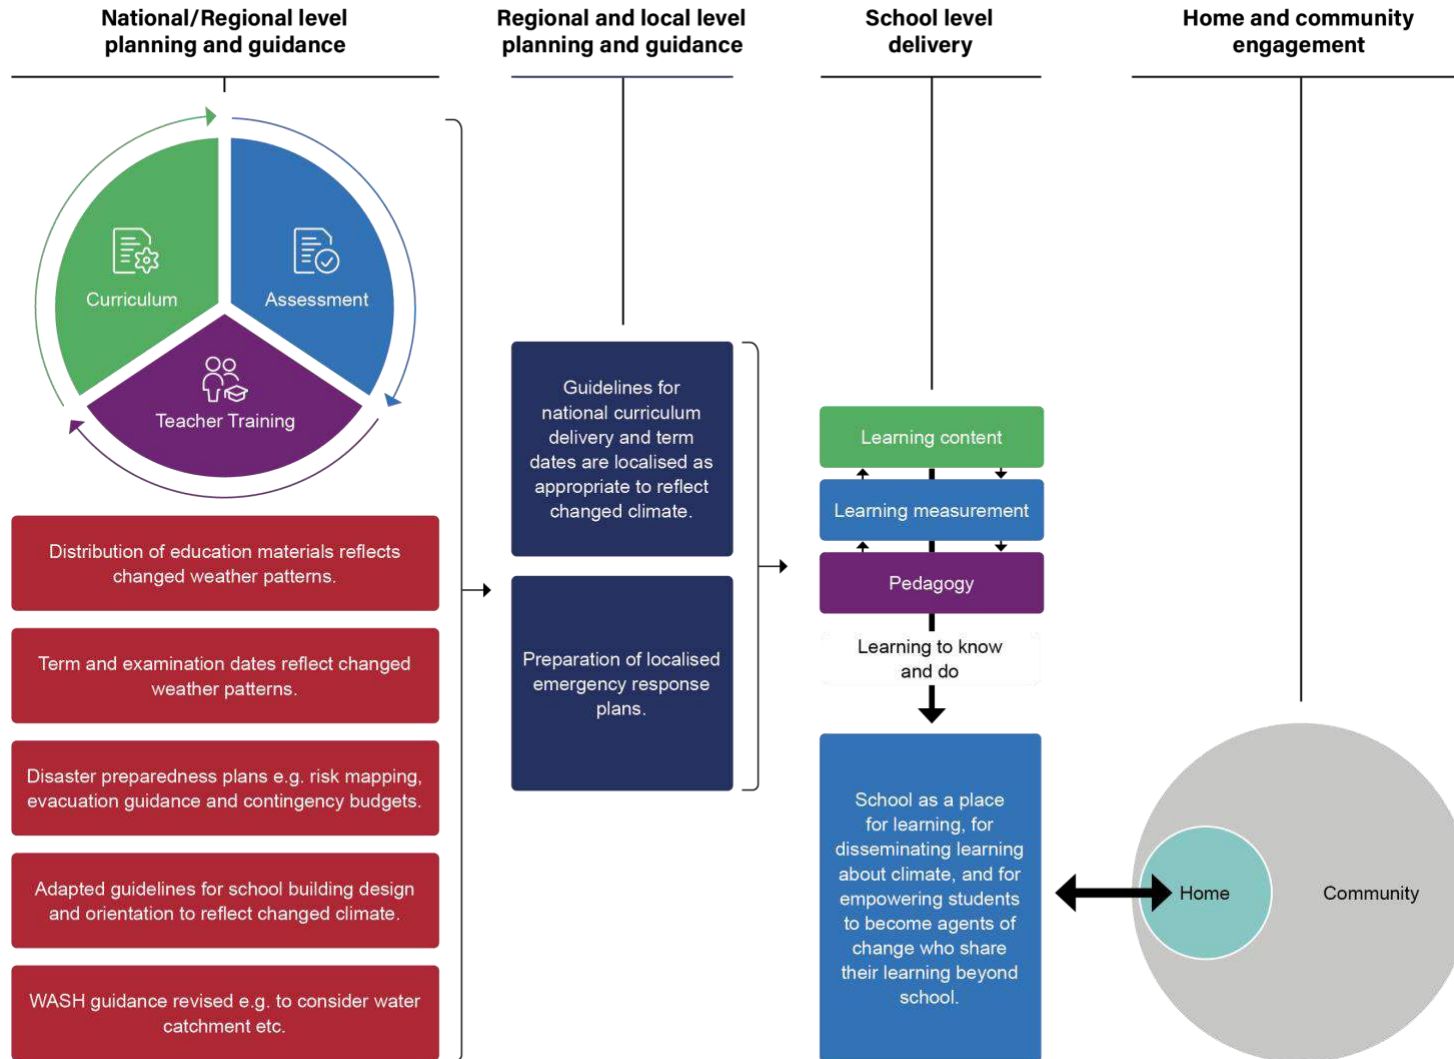 National/Regional level
planning and guidance
Regional and local level
planning and guidance
School level
delivery
Home and community
engagement
Curriculum
Assessment
Teacher Training
Distribution of education materials reflects
changed weather patterns.
Term and examination dates reflect changed
weather patterns.
Disaster preparedness plans e.g. risk mapping,
evacuation guidance and contingency budgets.
Adapted guidelines for school building design
and orientation to reflect changed climate.
WASH guidance revised e.g. to consider water
catchment etc.
Guidelines for
national curriculum
delivery and term
dates are localised as
appropriate to reflect
changed climate.
Preparation of localised
emergency response
plans.
Learning content
Learning measurement
Pedagogy
Learning to know
and do
School as a place
for learning, for
disseminating learning
about climate, and for
empowering students
to become agents of
change who share
their learning beyond
school.
Home
Community